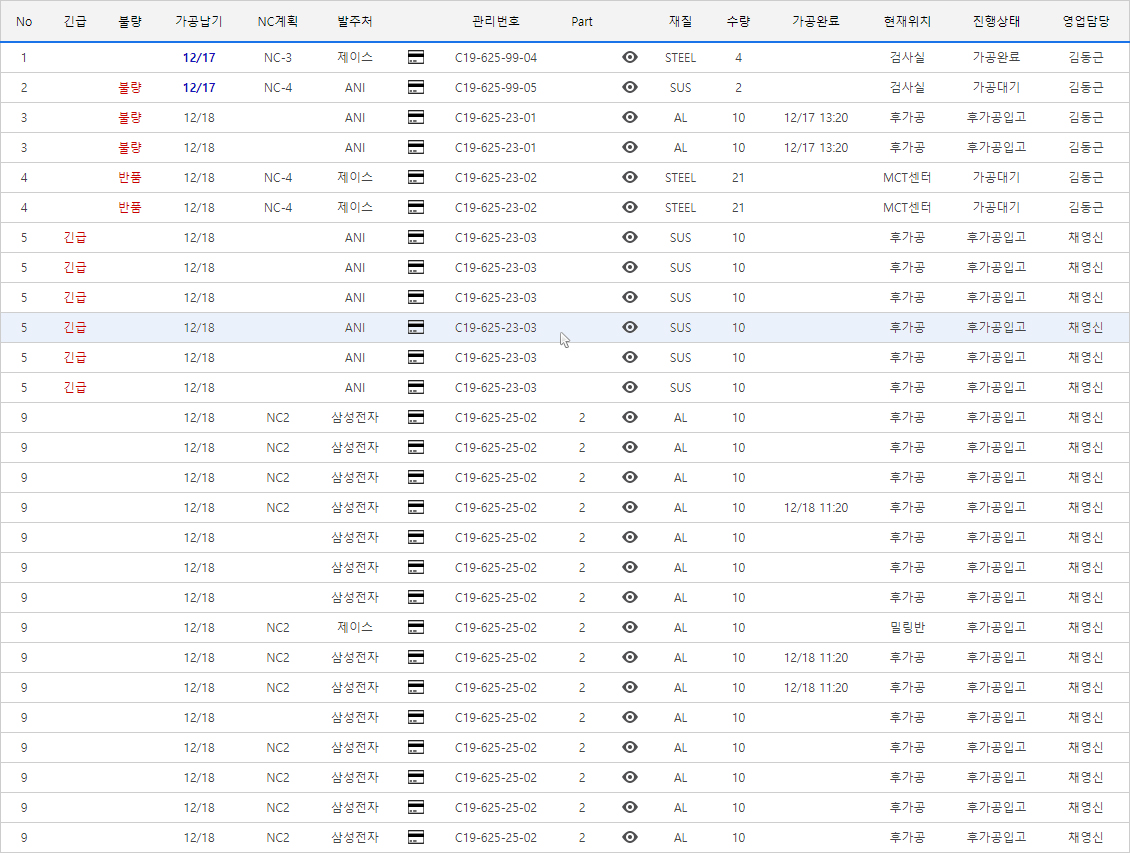 No 긴급 불량 가공납기 NC계획 발주처 관리번호 Part 재질 수량 가공완료 현재위치 진행상태 영업담당
1 12/17 NC-3 제이스 C19-625-99-04 STEEL 4 검사실 가공완료 김동근
2 불량 12/17 NC-4 ANI C19-625-99-05 SUS 2 검사실 가공대기 김동근
3 불량 12/18 ANI C19-625-23-01 AL 10 12/17 13:20 후가공 후가공입고 김동근
3 불량 12/18 ANI C19-625-23-01 AL 10 12/17 13:20 후가공 후가공입고 김동근
4 반품 12/18 NC-4 제이스 C19-625-23-02 STEEL 21 MCT센터 가공대기 김동근
4 반품 12/18 NC-4 제이스 C19-625-23-02 STEEL 21 MCT센터 가공대기 김동근
5 긴급 12/18 ANI C19-625-23-03 SUS 10 후가공 후가공입고 채영신
5 긴급 12/18 ANI C19-625-23-03 SUS 10 후가공 후가공입고 채영신
5 긴급 12/18 ANI C19-625-23-03 SUS 10 후가공 후가공입고 채영신
5 긴급 12/18 ANI C19-625-23-03 SUS 10 후가공 후가공입고 채영신
5 긴급 12/18 ANI C19-625-23-03 SUS 10 후가공 후가공입고 채영신
5 긴급 12/18 ANI C19-625-23-03 SUS 10 후가공 후가공입고 채영신
9 12/18 NC2 삼성전자 C19-625-25-02 2 AL 10 후가공 후가공입고 채영신
9 12/18 NC2 삼성전자 C19-625-25-02 2 AL 10 후가공 후가공입고 채영신
9 12/18 NC2 삼성전자 C19-625-25-02 2 AL 10 후가공 후가공입고 채영신
9 12/18 NC2 삼성전자 C19-625-25-02 2 AL 10 12/18 11:20 후가공 후가공입고 채영신
9 12/18 삼성전자 C19-625-25-02 2 AL 10 후가공 후가공입고 채영신
9 12/18 삼성전자 C19-625-25-02 2 AL 10 후가공 후가공입고 채영신
9 12/18 삼성전자 C19-625-25-02 2 AL 10 후가공 후가공입고 채영신
9 12/18 NC2 제이스 C19-625-25-02 2 AL 10 밀링반 후가공입고 채영신
9 12/18 NC2 삼성전자 C19-625-25-02 2 AL 10 12/18 11:20 후가공 후가공입고 채영신
9 12/18 NC2 삼성전자 C19-625-25-02 2 AL 10 12/18 11:20 후가공 후가공입고 채영신
9 12/18 삼성전자 C19-625-25-02 2 AL 10 후가공 후가공입고 채영신
9 12/18 NC2 삼성전자 C19-625-25-02 2 AL 10 후가공 후가공입고 채영신
9 12/18 NC2 삼성전자 C19-625-25-02 2 AL 10 후가공 후가공입고 채영신
9 12/18 NC2 삼성전자 C19-625-25-02 2 AL 10 후가공 후가공입고 채영신
9 12/18 NC2 삼성전자 C19-625-25-02 2 AL 10 후가공 후가공입고 채영신